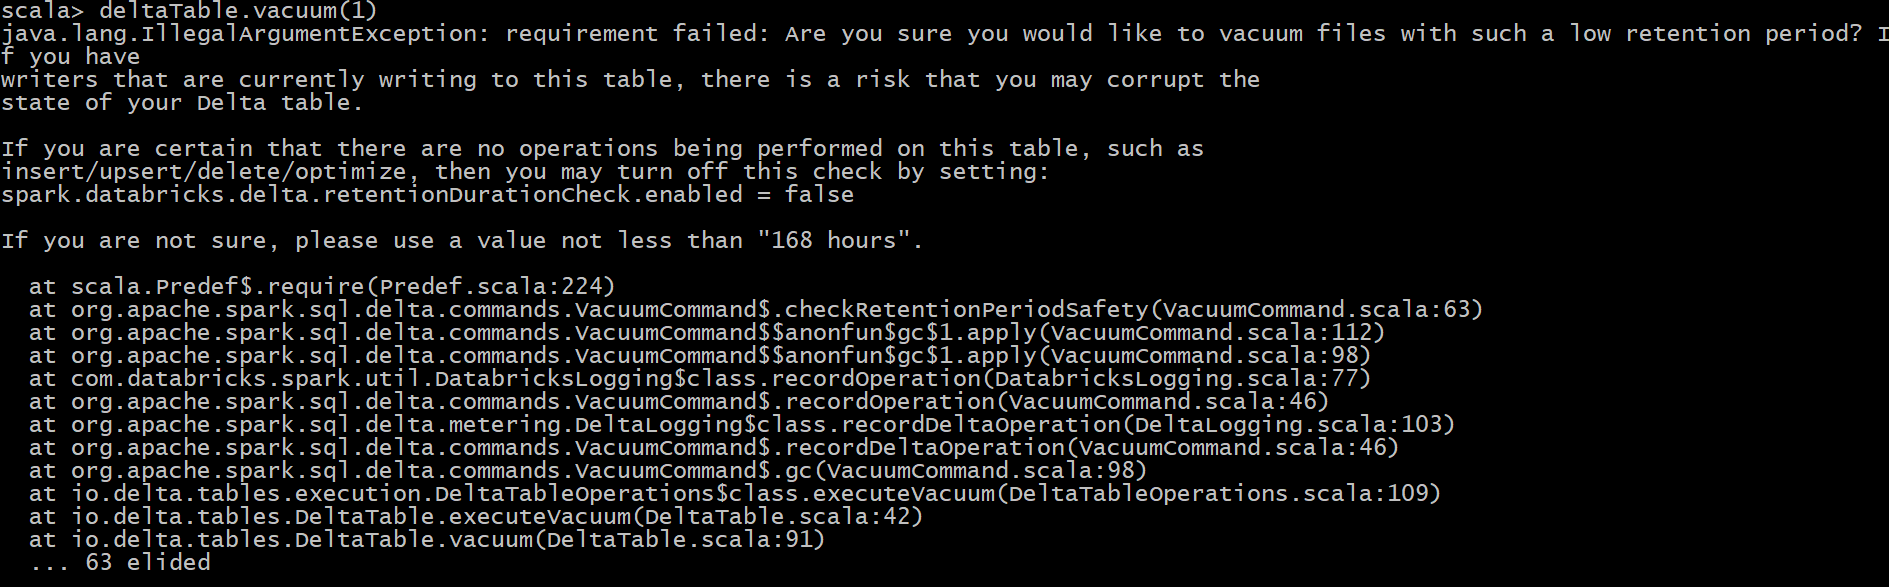 scala> deltaTable.vacuum(1)
java.lang.IllegalArgumentException: requirement failed: Are you sure you would like to vacuum files with such a low retention period? I
f you have
writers that are currently writing to this table, there is a risk that you may corrupt the
state of your Delta table.

If you are certain that there are no operations being performed on this table, such as
insert/upsert/delete/optimize, then you may turn off this check by setting:
spark.databricks.delta.retentionDurationCheck.enabled = false

If you are not sure, please use a value not less than "168 hours".

  at scala.Predef$.require(Predef.scala:224)
  at org.apache.spark.sql.delta.commands.VacuumCommand$.checkRetentionPeriodSafety(VacuumCommand.scala:63)
  at org.apache.spark.sql.delta.commands.VacuumCommand$$anonfun$gc$1.apply(VacuumCommand.scala:112)
  at org.apache.spark.sql.delta.commands.VacuumCommand$$anonfun$gc$1.apply(VacuumCommand.scala:98)
  at com.databricks.spark.util.DatabricksLogging$class.recordOperation(DatabricksLogging.scala:77)
  at org.apache.spark.sql.delta.commands.VacuumCommand$.recordOperation(VacuumCommand.scala:46)
  at org.apache.spark.sql.delta.metering.DeltaLogging$class.recordDeltaOperation(DeltaLogging.scala:103)
  at org.apache.spark.sql.delta.commands.VacuumCommand$.recordDeltaOperation(VacuumCommand.scala:46)
  at org.apache.spark.sql.delta.commands.VacuumCommand$.gc(VacuumCommand.scala:98)
  at io.delta.tables.execution.DeltaTableOperations$class.executeVacuum(DeltaTableOperations.scala:109)
  at io.delta.tables.DeltaTable.executeVacuum(DeltaTable.scala:42)
  at io.delta.tables.DeltaTable.vacuum(DeltaTable.scala:91)
  ... 63 elided